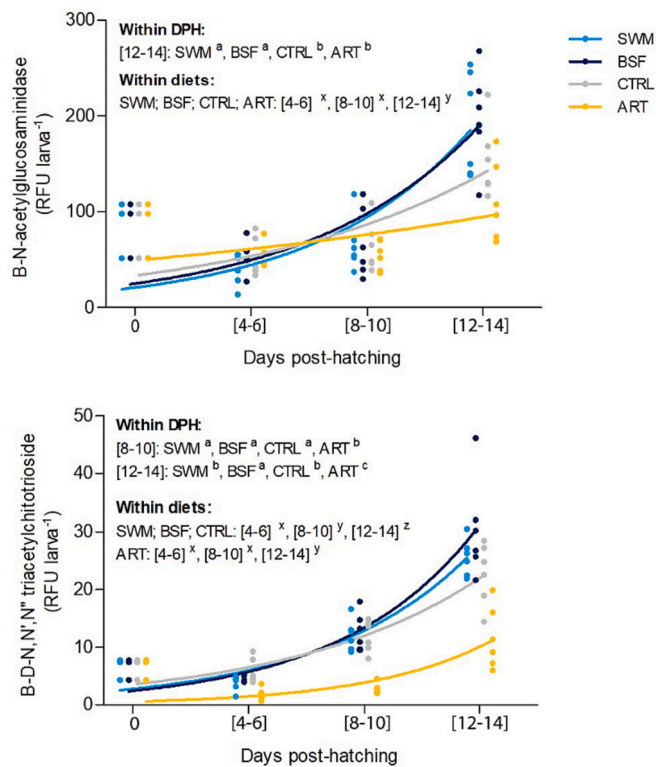 B-N-acetylglucosaminidase
(RFU larva⁻¹)
300
200
100
0
Within DPH:
[12-14]: SWM ᵃ, BSF ᵃ, CTRL ᵇ, ART ᵇ
Within diets:
SWM; BSF; CTRL; ART: [4-6] ˣ, [8-10] ˣ, [12-14] ʸ
SWM
BSF
CTRL
ART
0 [4-6] [8-10] [12-14]
Days post-hatching
B-D-N,N',N'' triacetylchitotrioside
(RFU larva⁻¹)
50
40
30
20
10
0
Within DPH:
[8-10]: SWM ᵃ, BSF ᵃ, CTRL ᵃ, ART ᵇ
[12-14]: SWM ᵇ, BSF ᵃ, CTRL ᵇ, ART ᶜ
Within diets:
SWM; BSF; CTRL: [4-6] ˣ, [8-10] ʸ, [12-14] ᶻ
ART: [4-6] ˣ, [8-10] ˣ, [12-14] ʸ
0 [4-6] [8-10] [12-14]
Days post-hatching